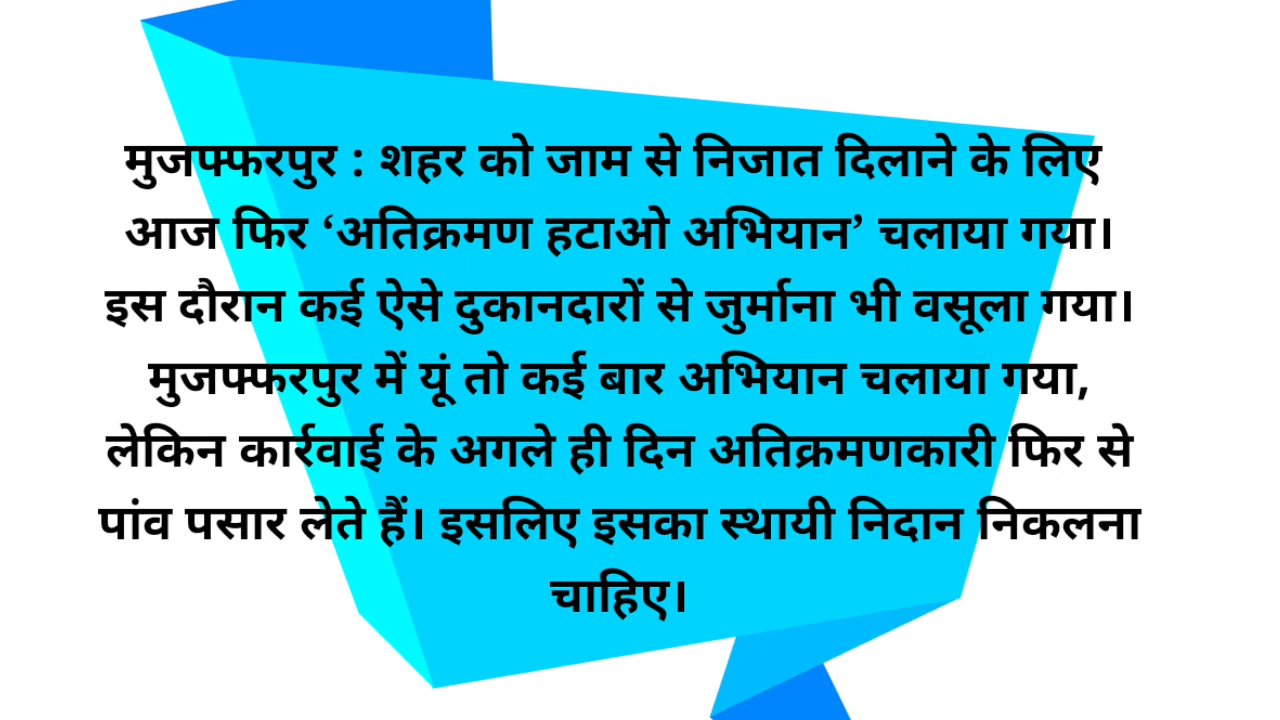 मुजफ्फरपुर : शहर को जाम से निजात दिलाने के लिए
आज फिर ‘अतिक्रमण हटाओ अभियान’ चलाया गया।
इस दौरान कई ऐसे दुकानदारों से जुर्माना भी वसूला गया।
मुजफ्फरपुर में यूं तो कई बार अभियान चलाया गया,
लेकिन कार्रवाई के अगले ही दिन अतिक्रमणकारी फिर से
पांव पसार लेते हैं। इसलिए इसका स्थायी निदान निकलना
चाहिए।